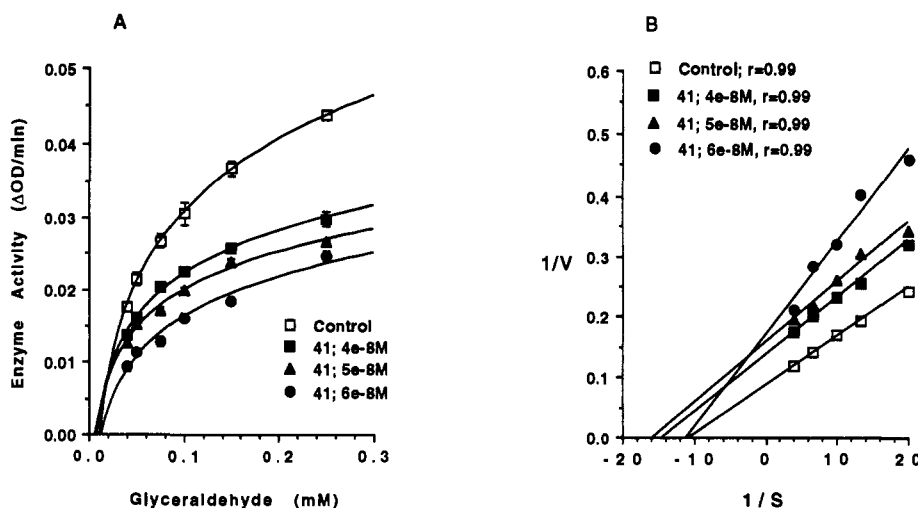 A
Enzyme Activity (ΔOD/min)
0.05
0.04
0.03
0.02
0.01
0.00
0.0
0.1
0.2
0.3
Glyceraldehyde (mM)
Control
41; 4e-8M
41; 5e-8M
41; 6e-8M
B
Control; r=0.99
41; 4e-8M, r=0.99
41; 5e-8M, r=0.99
41; 6e-8M, r=0.99
1/V
0.6
0.5
0.4
0.3
0.2
0.1
0.0
-20
-10
0
10
20
1/S